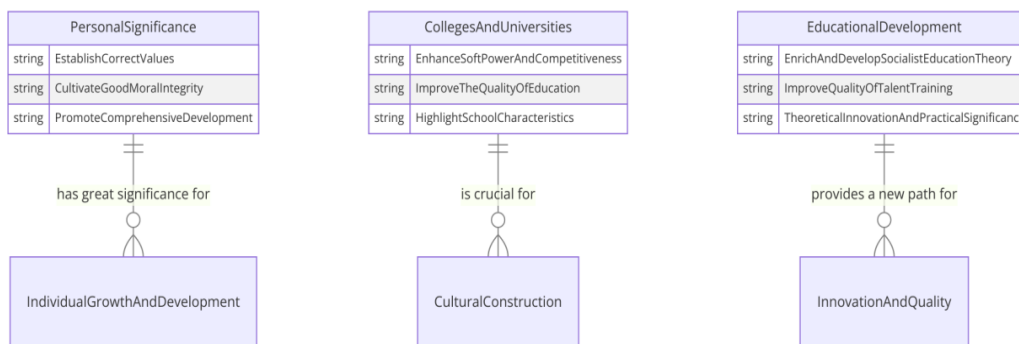 PersonalSignificance
string EstablishCorrectValues
string CultivateGoodMoralIntegrity
string PromoteComprehensiveDevelopment
has great significance for
IndividualGrowthAndDevelopment
CollegesAndUniversities
string EnhanceSoftPowerAndCompetitiveness
string ImproveTheQualityOfEducation
string HighlightSchoolCharacteristics
is crucial for
CulturalConstruction
EducationalDevelopment
string EnrichAndDevelopSocialistEducationTheory
string ImproveQualityOfTalentTraining
string TheoreticalInnovationAndPracticalSignificanc
provides a new path for
InnovationAndQuality